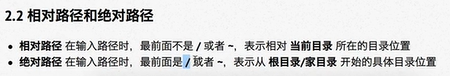 2.2 相对路径和绝对路径
• 相对路径 在输入路径时，最前面不是 / 或者 ~，表示相对 当前目录 所在的目录位置
• 绝对路径 在输入路径时，最前面是 / 或者 ~，表示从 根目录/家目录 开始的具体目录位置